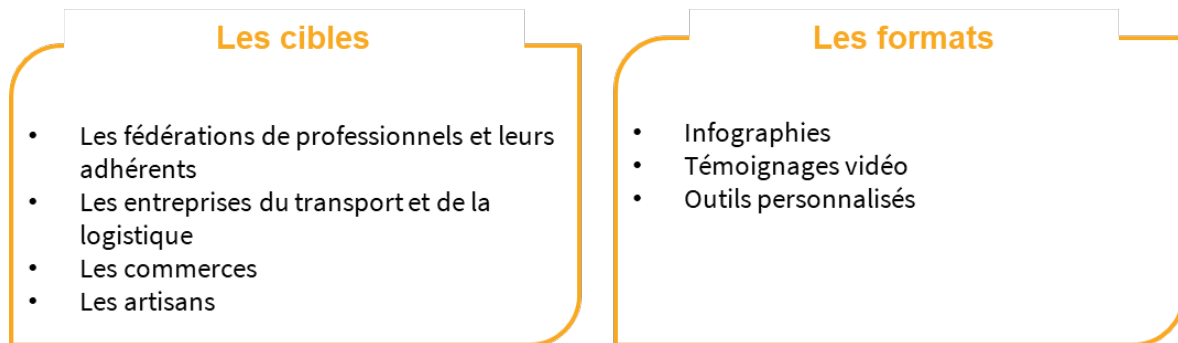 Les cibles
• Les fédérations de professionnels et leurs
adhérents
• Les entreprises du transport et de la
logistique
• Les commerces
• Les artisans
Les formats
• Infographies
• Témoignages vidéo
• Outils personnalisés